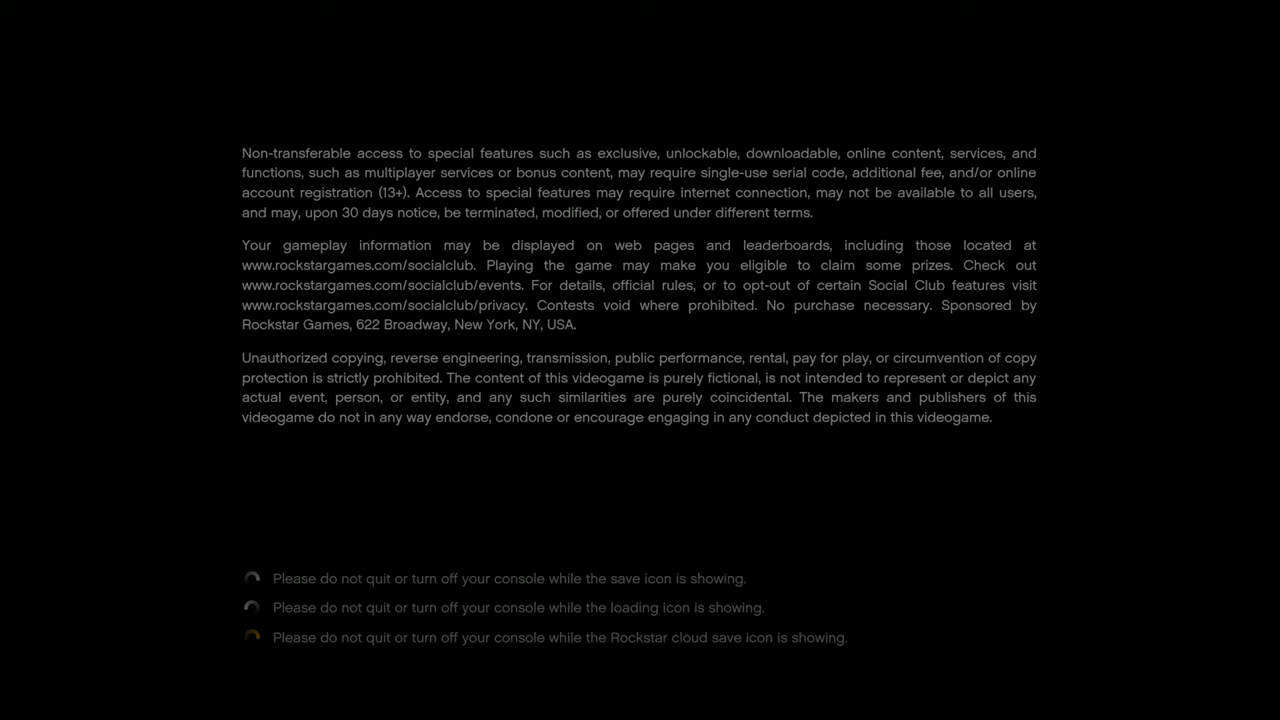 Non-transferable access to special features such as exclusive, unlockable, downloadable, online content, services, and
functions, such as multiplayer services or bonus content, may require single-use serial code, additional fee, and/or online
account registration (13+). Access to special features may require internet connection, may not be available to all users,
and may, upon 30 days notice, be terminated, modified, or offered under different terms.
Your gameplay information may be displayed on web pages and leaderboards, including those located at
www.rockstargames.com/socialclub. Playing the game may make you eligible to claim some prizes. Check out
www.rockstargames.com/socialclub/events. For details, official rules, or to opt-out of certain Social Club features visit
www.rockstargames.com/socialclub/privacy. Contests void where prohibited. No purchase necessary. Sponsored by
Rockstar Games, 622 Broadway, New York, NY, USA.
Unauthorized copying, reverse engineering, transmission, public performance, rental, pay for play, or circumvention of copy
protection is strictly prohibited. The content of this videogame is purely fictional, is not intended to represent or depict any
actual event, person, or entity, and any such similarities are purely coincidental. The makers and publishers of this
videogame do not in any way endorse, condone or encourage engaging in any conduct depicted in this videogame.
Please do not quit or turn off your console while the save icon is showing.
Please do not quit or turn off your console while the loading icon is showing.
Please do not quit or turn off your console while the Rockstar cloud save icon is showing.